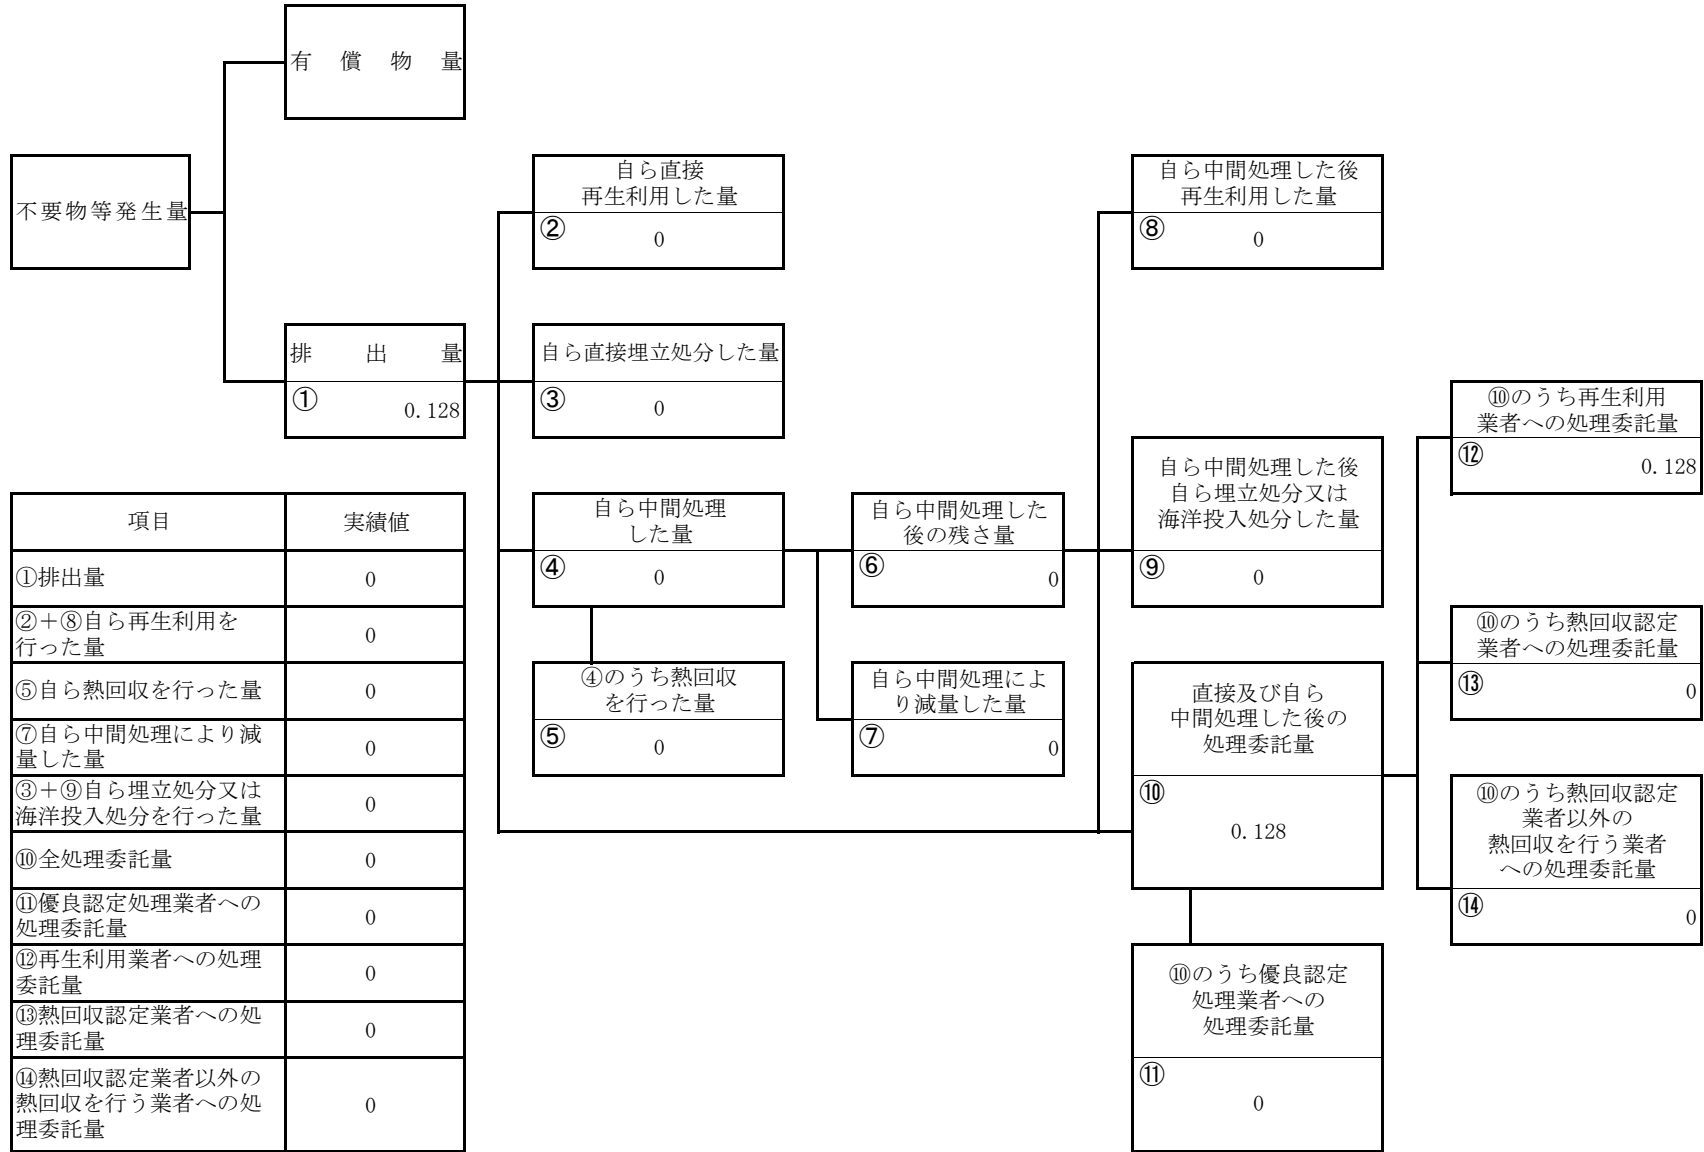 有償物量
不要物等発生量
排出量
①
0.128
自ら直接
再生利用した量
②
0
自ら直接埋立処分した量
③
0
自ら中間処理
した量
④
0
④のうち熱回収
を行った量
⑤
0
自ら中間処理した
後の残さ量
⑥
0
自ら中間処理によ
り減量した量
⑦
0
自ら中間処理した後
再生利用した量
⑧
0
自ら中間処理した後
自ら埋立処分又は
海洋投入処分した量
⑨
0
直接及び自ら
中間処理した後の
処理委託量
⑩
0.128
⑩のうち優良認定
処理業者への
処理委託量
⑪
0
⑩のうち再生利用
業者への処理委託量
⑫
0.128
⑩のうち熱回収認定
業者への処理委託量
⑬
0
⑩のうち熱回収認定
業者以外の
熱回収を行う業者
への処理委託量
⑭
0
項目 実績値
①排出量 0
②＋⑧自ら再生利用を
行った量
0
⑤自ら熱回収を行った量 0
⑦自ら中間処理により減
量した量
0
③＋⑨自ら埋立処分又は
海洋投入処分を行った量
0
⑩全処理委託量 0
⑪優良認定処理業者への
処理委託量
0
⑫再生利用業者への処理
委託量
0
⑬熱回収認定業者への処
理委託量
0
⑭熱回収認定業者以外の
熱回収を行う業者への処
理委託量
0